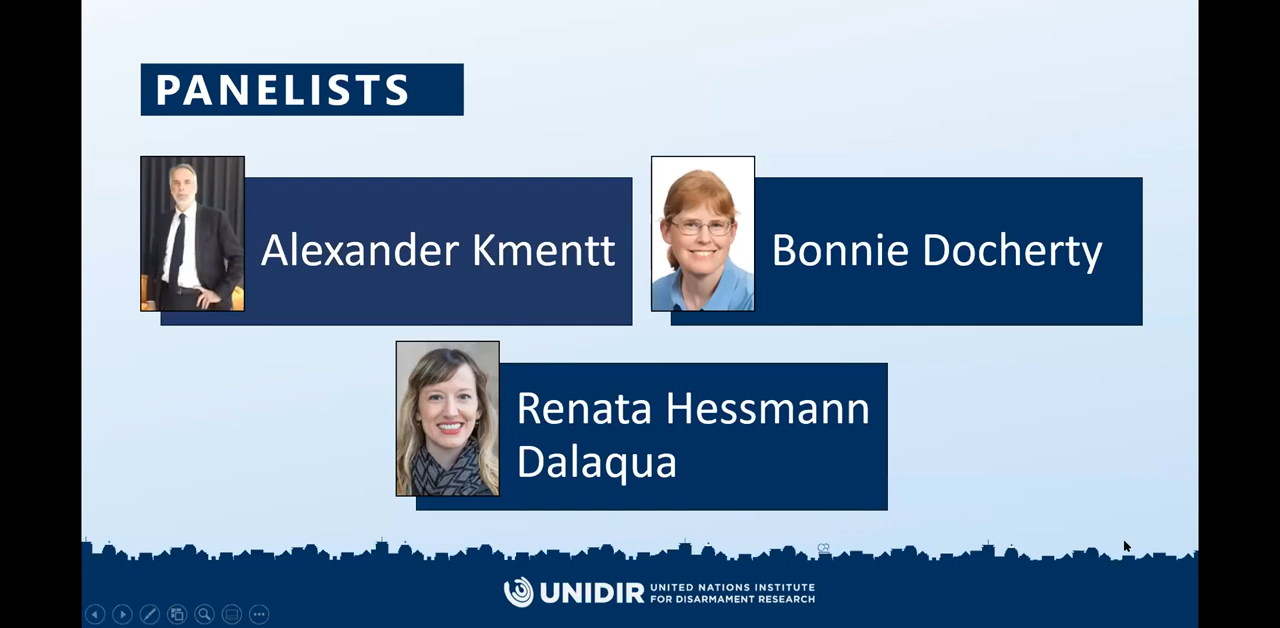 PANELISTS
Alexander Kmentt
Bonnie Docherty
Renata Hessmann
Dalaqua
UNIDIR
UNITED NATIONS INSTITUTE
FOR DISARMAMENT RESEARCH